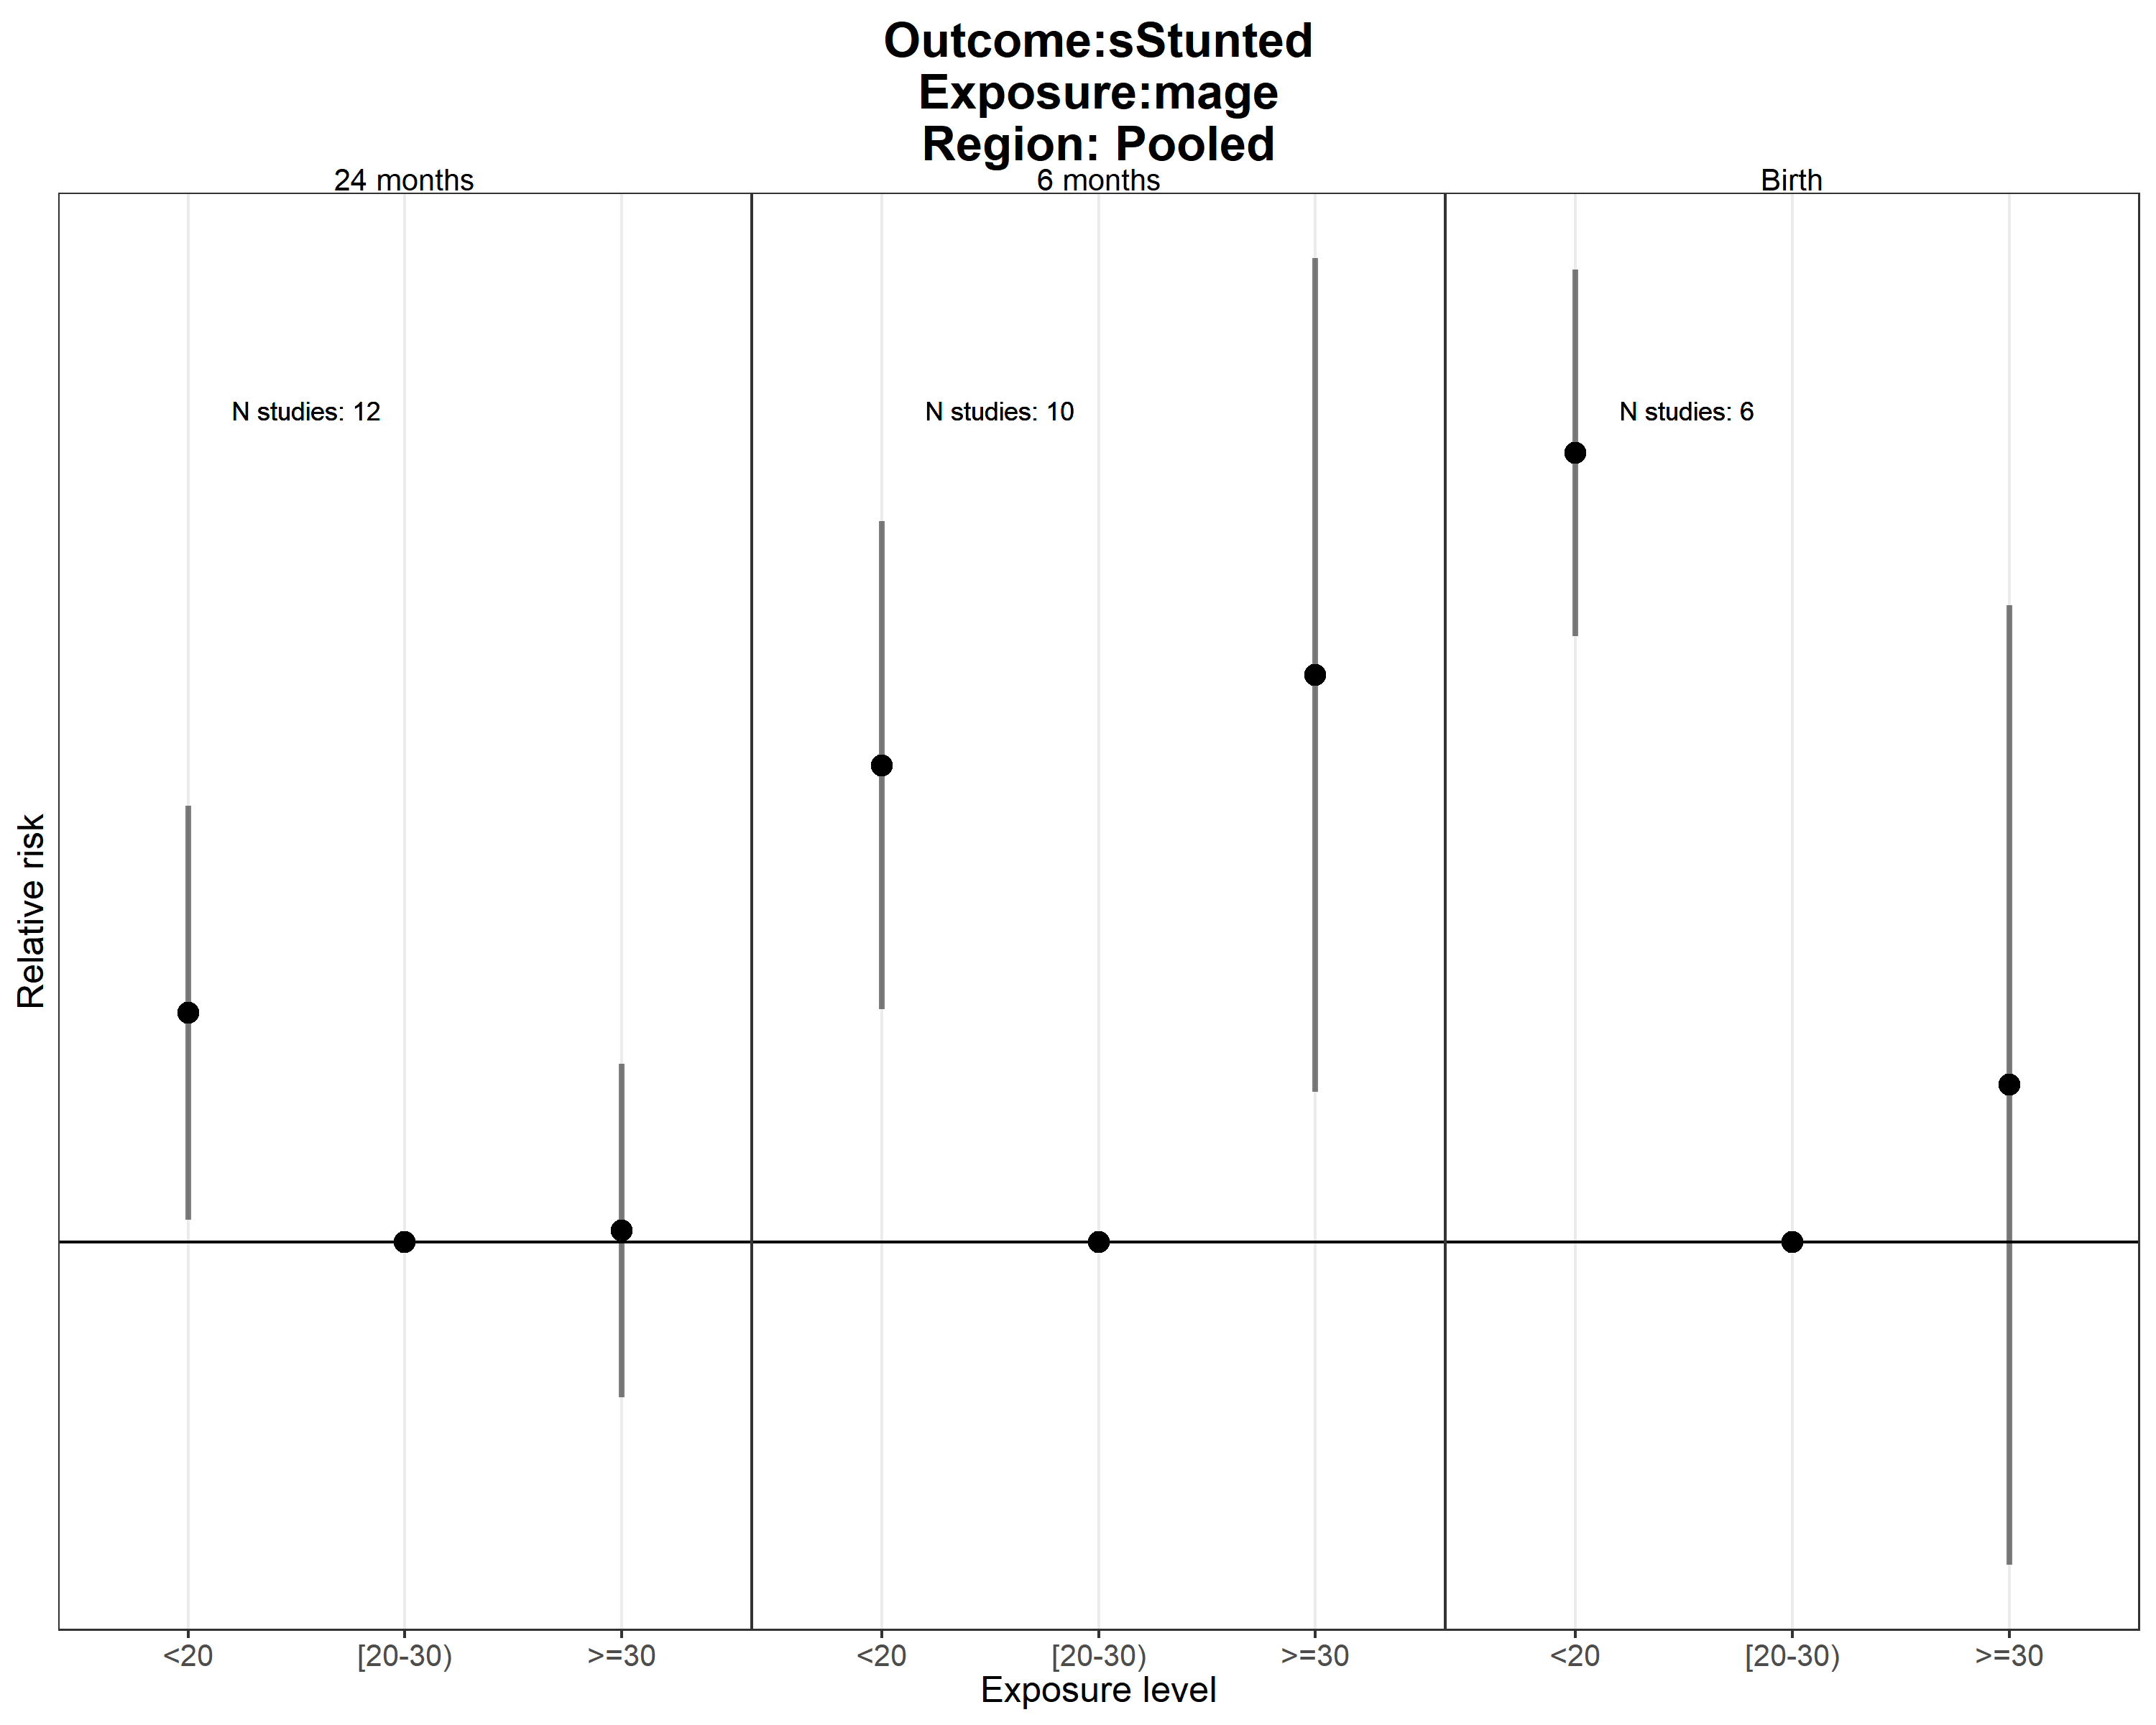 Outcome:sStunted
Exposure:mage
Region: Pooled
24 months 6 months Birth
N studies: 12 N studies: 10 N studies: 6
Relative risk
<20 [20-30) >=30 <20 [20-30) >=30 <20 [20-30) >=30
Exposure level